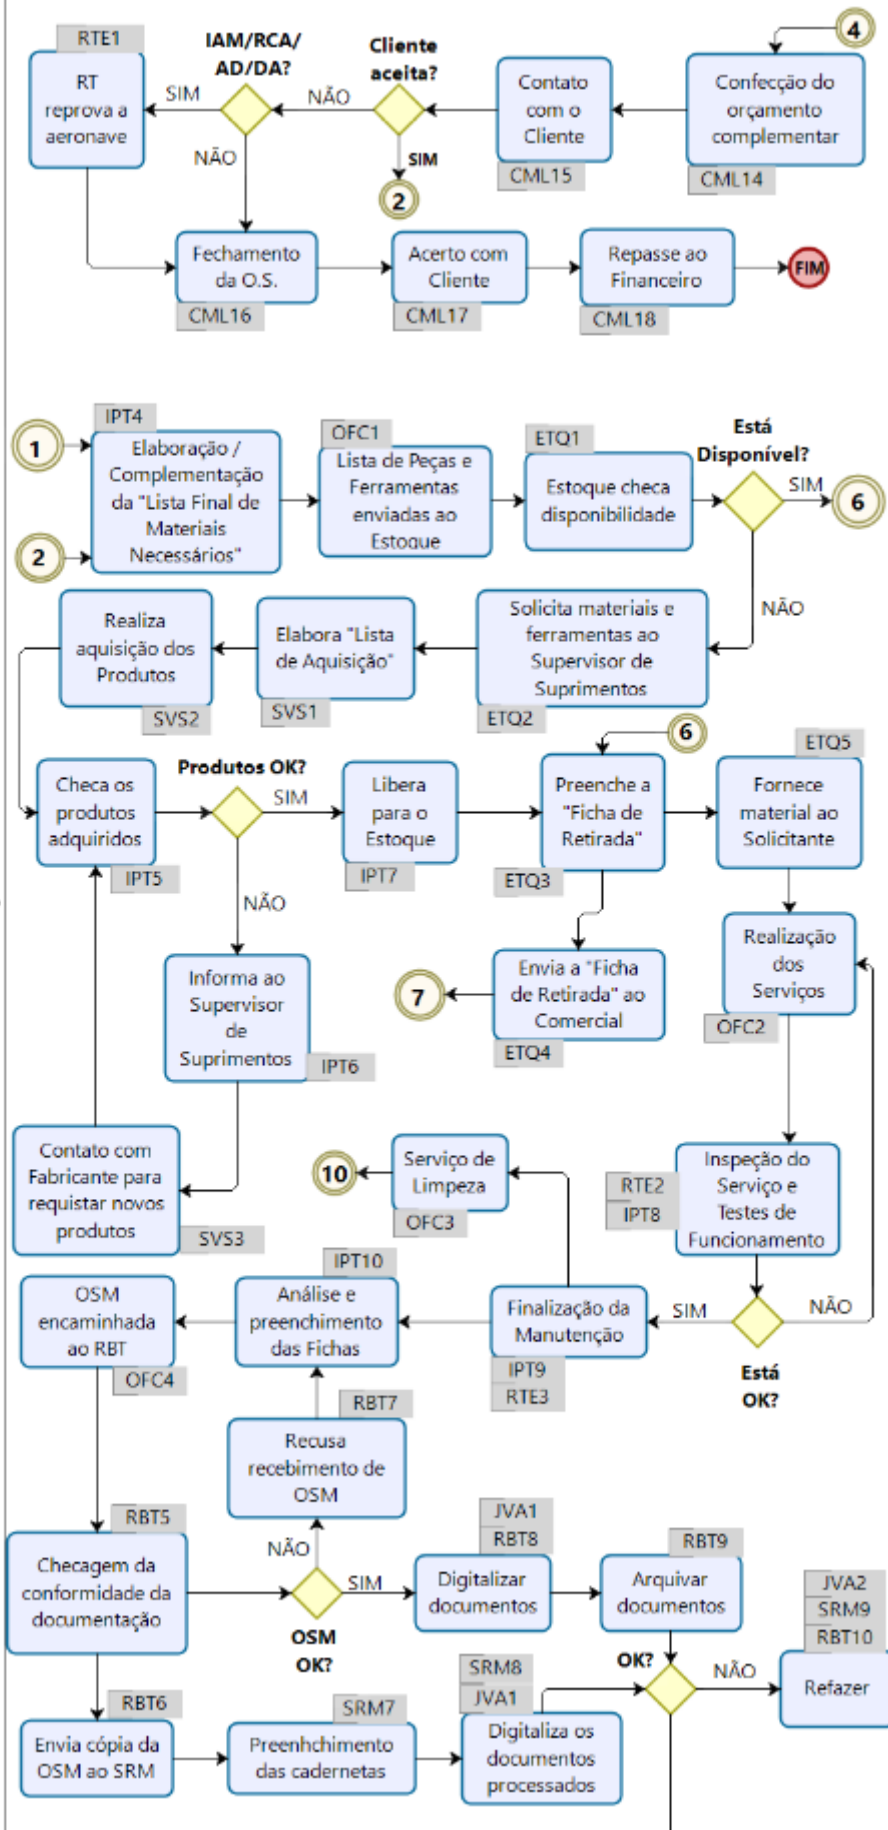 RTE1
IAM/RCA/
AD/DA?
Cliente
aceita?
4
RT
reprova a
aeronave
SIM
NÃO
Contato
com o
Cliente
Confecção do
orçamento
complementar
NÃO
SIM
CML15
CML14
2
Fechamento
da O.S.
Acerto com
Cliente
Repasse ao
Financeiro
FIM
CML16
CML17
CML18
IPT4
1
Elaboração /
Complementação
da "Lista Final de
Materiais
Necessários"
2
OFC1
Lista de Peças e
Ferramentas
enviadas ao
Estoque
ETQ1
Estoque checa
disponibilidade
Está
Disponível?
SIM
6
NÃO
Realiza
aquisição dos
Produtos
SVS2
Elabora "Lista
de Aquisição"
SVS1
Solicita materiais e
ferramentas ao
Supervisor de
Suprimentos
ETQ2
6
ETQ5
Checa os
produtos
adquiridos
IPT5
Produtos OK?
SIM
Libera
para o
Estoque
IPT7
Preenche a
"Ficha de
Retirada"
ETQ3
Fornece
material ao
Solicitante
NÃO
Informa ao
Supervisor
de
Suprimentos
IPT6
7
Envia a "Ficha
de Retirada" ao
Comercial
ETQ4
Realização
dos
Serviços
OFC2
Contato com
Fabricante para
requistar novos
produtos
SVS3
10
Serviço de
Limpeza
OFC3
RTE2
IPT8
Inspeção do
Serviço e
Testes de
Funcionamento
OSM
encaminhada
ao RBT
OFC4
IPT10
Análise e
preenchimento
das Fichas
Finalização da
Manutenção
IPT9
RTE3
SIM
NÃO
Está
OK?
RBT7
Recusa
recebimento de
OSM
RBT5
Checagem da
conformidade da
documentação
NÃO
SIM
OSM
OK?
JVA1
RBT8
Digitalizar
documentos
RBT9
Arquivar
documentos
JVA2
SRM9
RBT10
Refazer
OK?
NÃO
RBT6
Envia cópia da
OSM ao SRM
SRM7
Preenhchimento
das cadernetas
SRM8
JVA1
Digitaliza os
documentos
processados